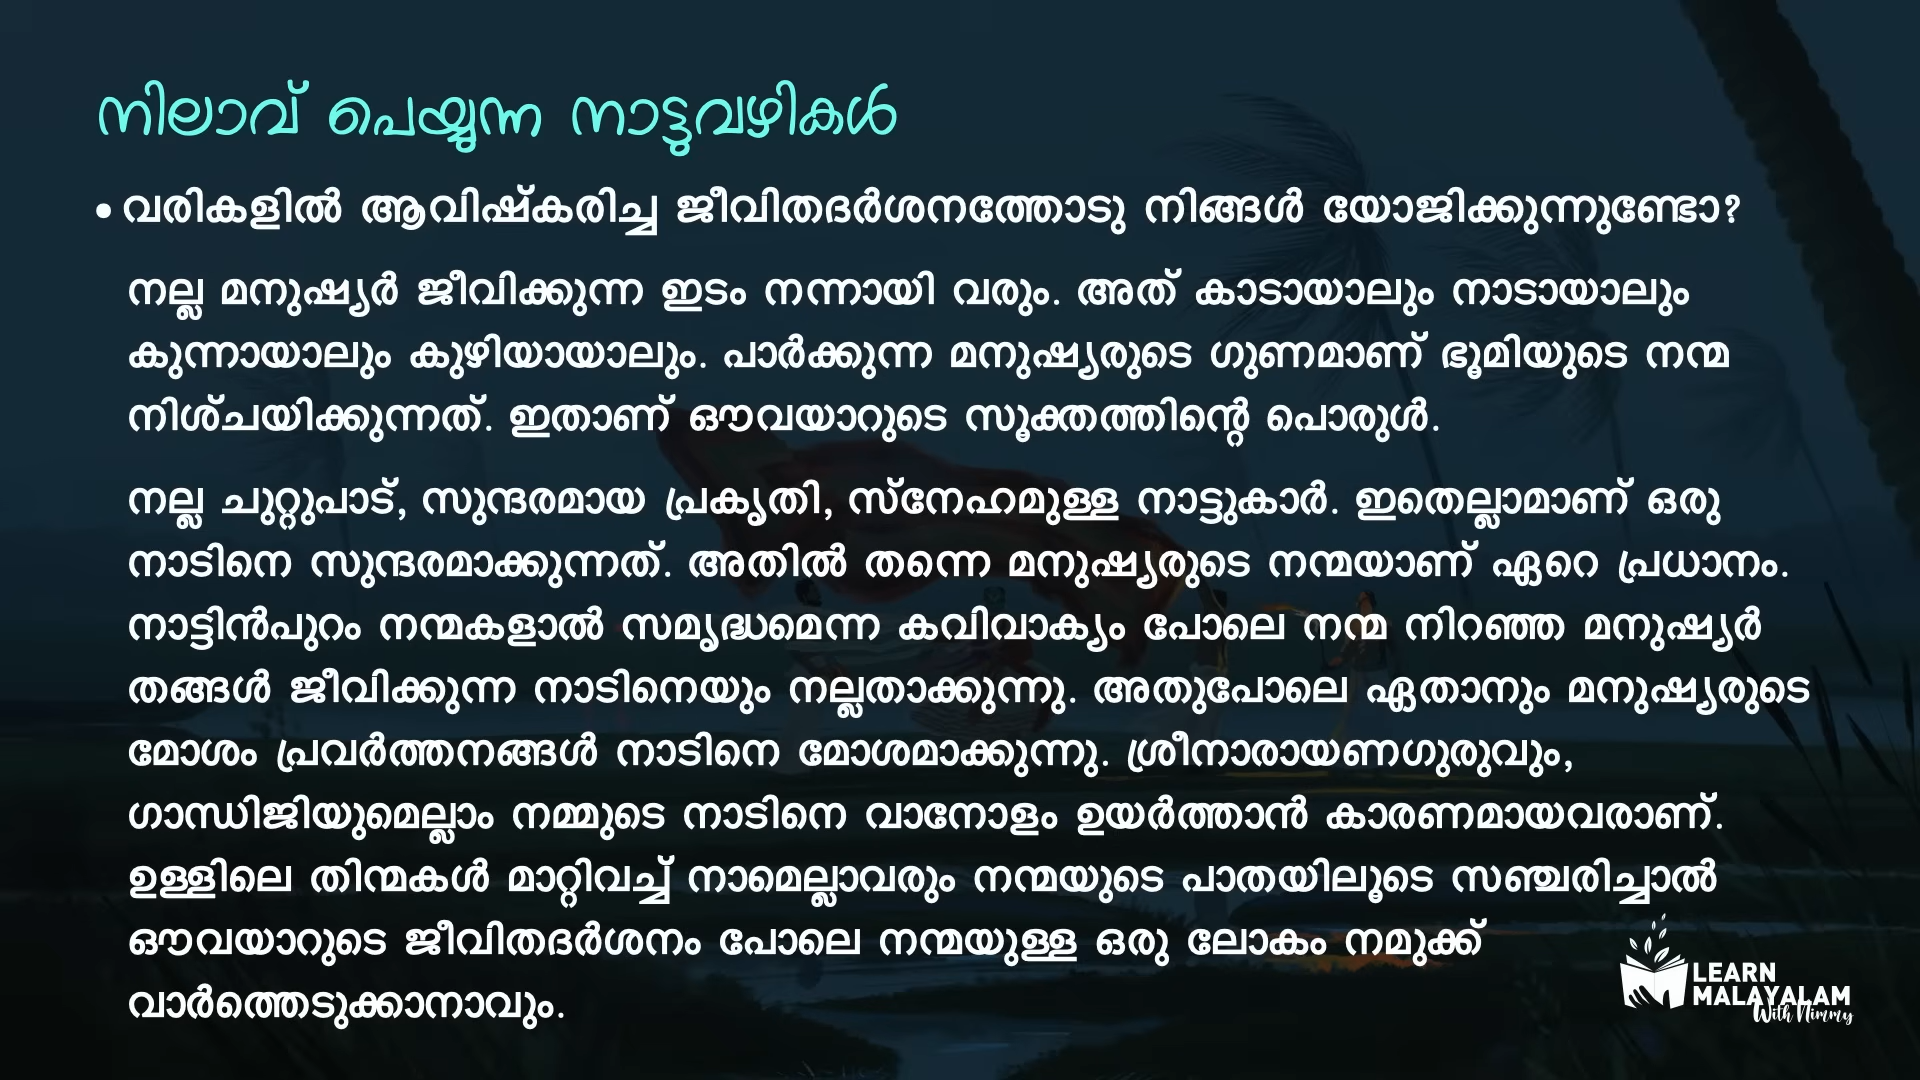 നിലാവ് പെയ്യുന്ന നാട്ടുവഴികൾ
• വരികളിൽ ആവിഷ്കരിച്ച ജീവിതദർശനത്തോടു നിങ്ങൾ യോജിക്കുന്നുണ്ടോ?
നല്ല മനുഷ്യർ ജീവിക്കുന്ന ഇടം നന്നായി വരും. അത് കാടായാലും നാടായാലും
കുന്നായാലും കുഴിയായാലും. പാർക്കുന്ന മനുഷ്യരുടെ ഗുണമാണ് ഭൂമിയുടെ നന്മ
നിശ്ചയിക്കുന്നത്. ഇതാണ് ഔവയാറുടെ സൂക്തത്തിന്റെ പൊരുൾ.
നല്ല ചുറ്റുപാട്, സുന്ദരമായ പ്രകൃതി, സ്നേഹമുള്ള നാട്ടുകാർ. ഇതെല്ലാമാണ് ഒരു
നാടിനെ സുന്ദരമാക്കുന്നത്. അതിൽ തന്നെ മനുഷ്യരുടെ നന്മയാണ് ഏറെ പ്രധാനം.
നാട്ടിൻപുറം നന്മകളാൽ സമൃദ്ധമെന്ന കവിവാക്യം പോലെ നന്മ നിറഞ്ഞ മനുഷ്യർ
തങ്ങൾ ജീവിക്കുന്ന നാടിനെയും നല്ലതാക്കുന്നു. അതുപോലെ ഏതാനും മനുഷ്യരുടെ
മോശം പ്രവർത്തനങ്ങൾ നാടിനെ മോശമാക്കുന്നു. ശ്രീനാരായണഗുരുവും,
ഗാന്ധിജിയുമെല്ലാം നമ്മുടെ നാടിനെ വാനോളം ഉയർത്താൻ കാരണമായവരാണ്.
ഉള്ളിലെ തിന്മകൾ മാറ്റിവച്ച് നാമെല്ലാവരും നന്മയുടെ പാതയിലൂടെ സഞ്ചരിച്ചാൽ
ഔവയാറുടെ ജീവിതദർശനം പോലെ നന്മയുള്ള ഒരു ലോകം നമുക്ക്
വാർത്തെടുക്കാനാവും.
LEARN
MALAYALAM
With Nimmy